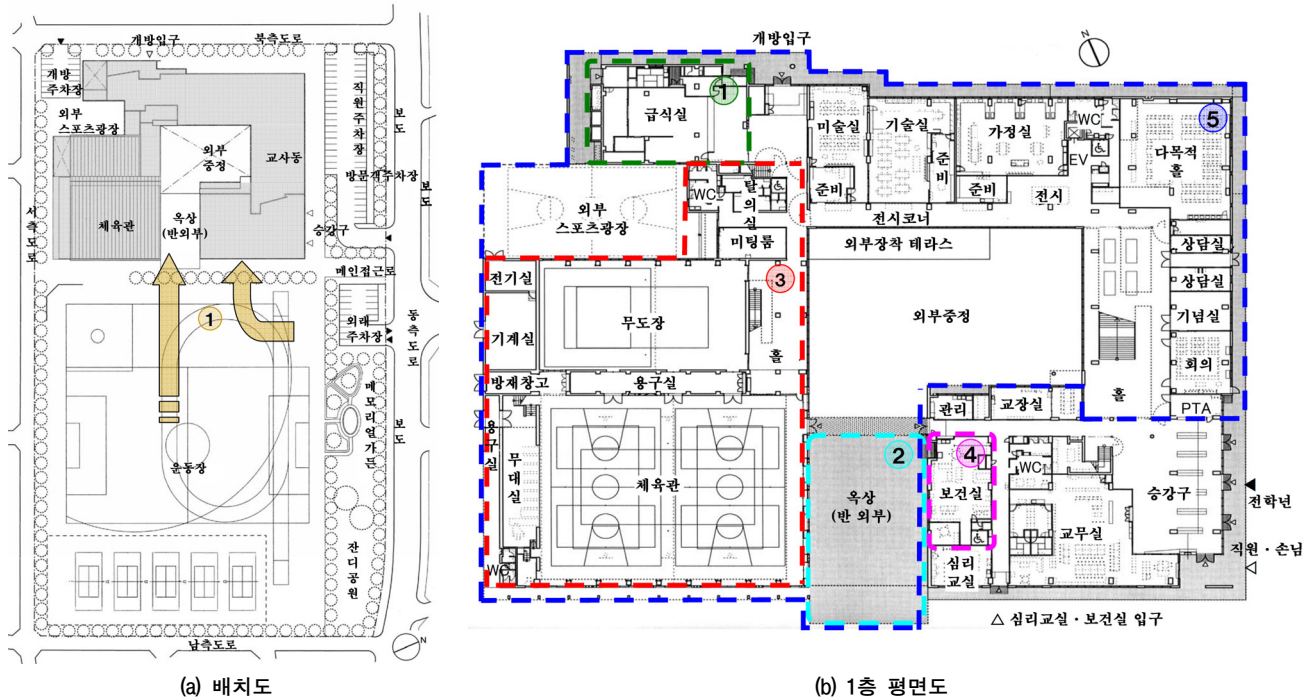 개방입구
북측도로
개방
주차장
외부
스포츠광장
직원주차장
보도
외부
중정
교사동
방문객주차장
보도
서측도로
체육관
옥상
(반외부)
승강구
메인접근로
1
외래
주차장
동측도로
메모리얼가든
보도
운동장
잔디공원
남측도로
N
(a) 배치도
개방입구
N
1
급식실
미술실
기술실
준비
준비
가정실
준비
WC
EV
전시
5
다목적
홀
외부
스포츠광장
WC
탈의실
미팅룸
전시코너
외부장착 테라스
상담실
상담실
기념실
회의
PTA
전기실
기계실
무도장
3
홀
외부중정
홀
방재창고
용구실
관리
교장실
용구실
무대실
체육관
WC
2
옥상
(반 외부)
4
보건실
심리
교실
WC
교무실
승강구
전학년
직원 · 손님
△ 심리교실 · 보건실 입구
(b) 1층 평면도